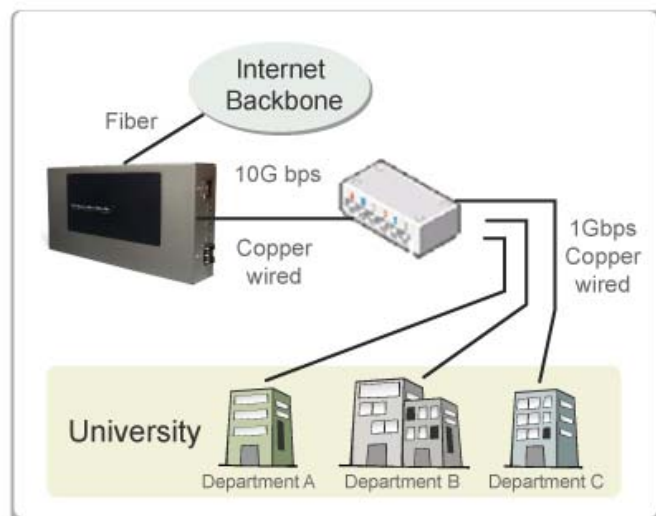 Internet
Backbone
Fiber
10G bps
Copper
wired
1Gbps
Copper
wired
University
Department A
Department B
Department C